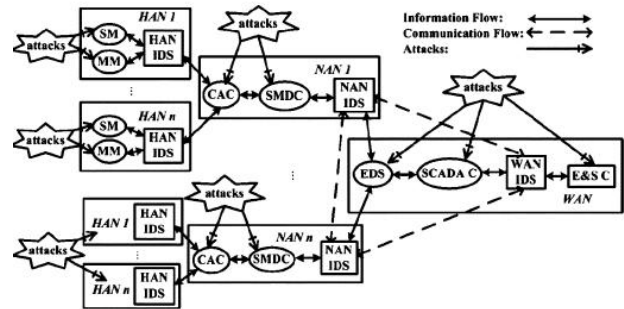 HAN 1
attacks
SM
MM
HAN
IDS
HAN n
attacks
SM
MM
HAN
IDS
attacks
NAN 1
CAC
SMDC
NAN
IDS
Information Flow:
Communication Flow:
Attacks:
attacks
EDS
SCADA C
WAN
IDS
E&S C
WAN
HAN 1
HAN
IDS
attacks
HAN n
HAN
IDS
attacks
NAN n
CAC
SMDC
NAN
IDS